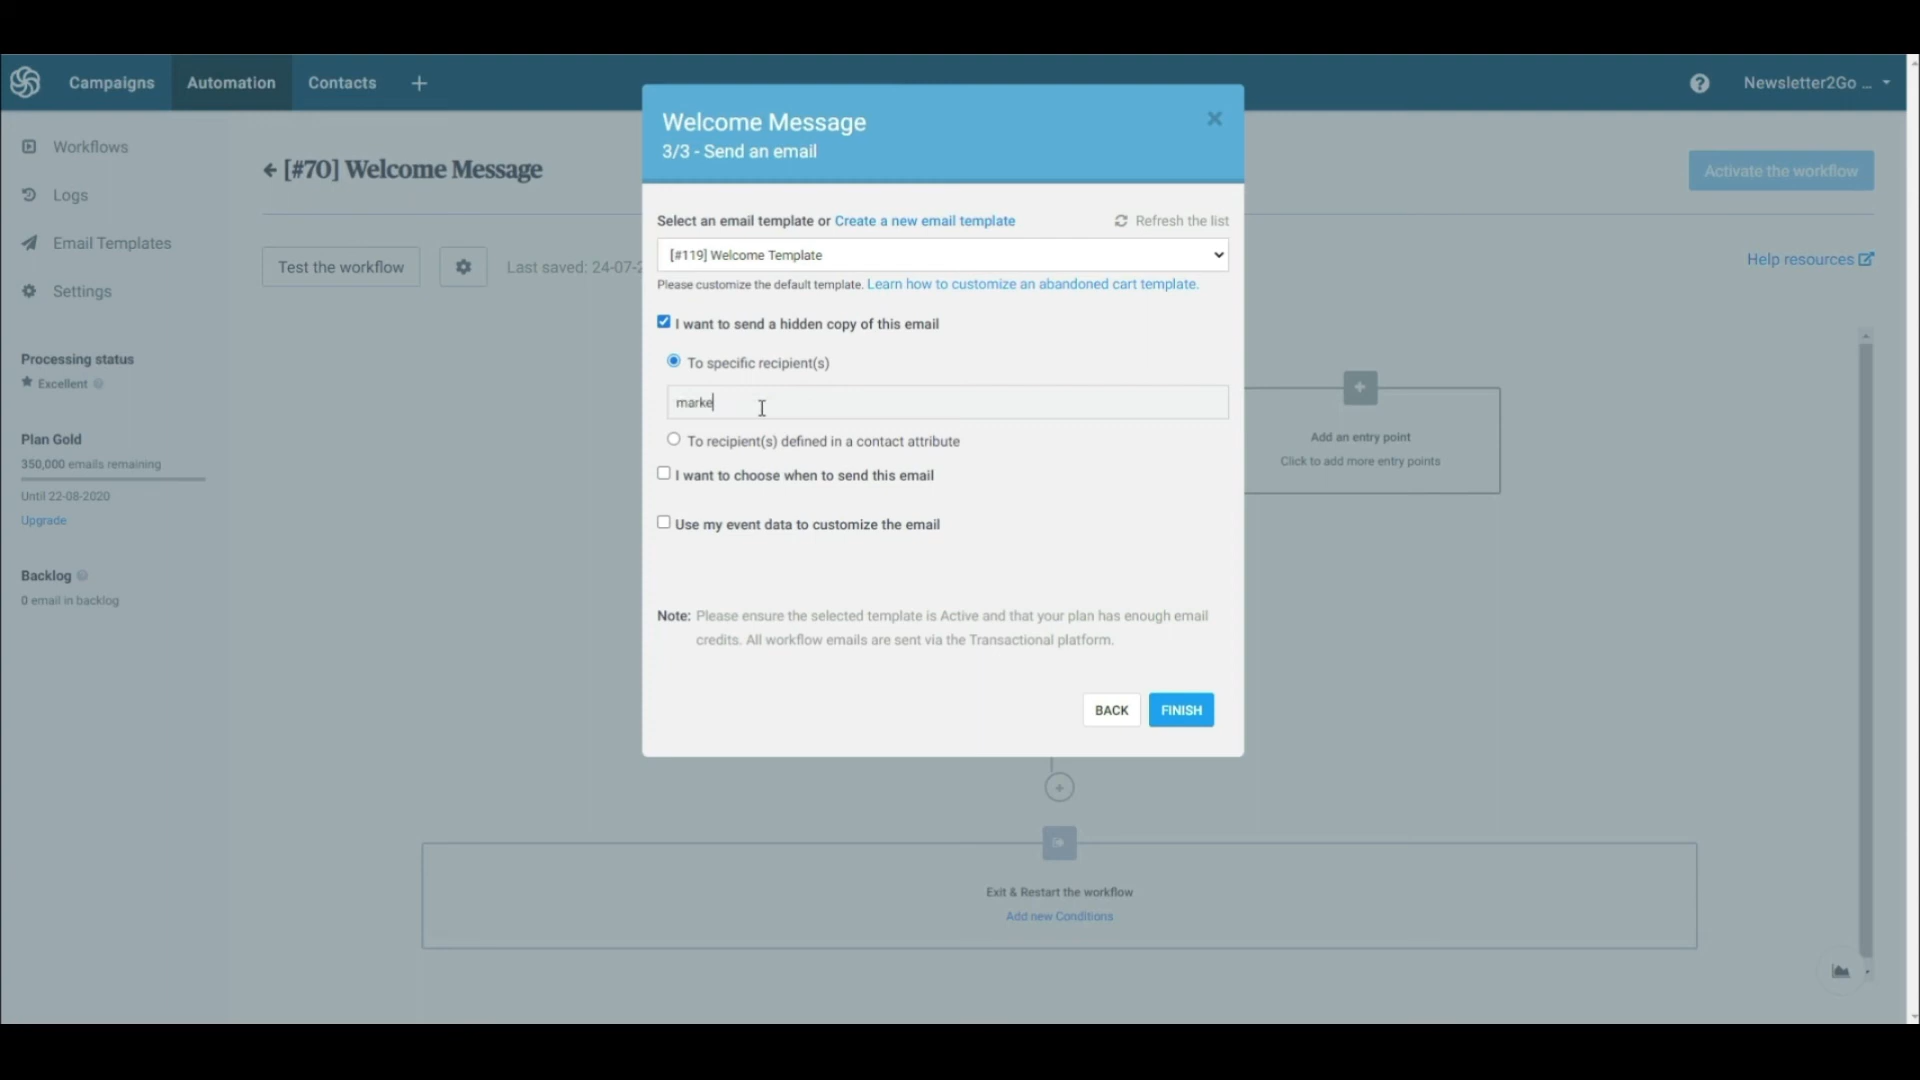 Campaigns
Automation
Contacts
Newsletter2Go ...
Workflows
Logs
Email Templates
Settings
Processing status
Excellent
Plan Gold
350,000 emails remaining
Until 22-08-2020
Upgrade
Backlog
0 email in backlog
[#70] Welcome Message
Activate the workflow
Test the workflow
Last saved: 24-07-
Help resources
Welcome Message
3/3 - Send an email
Select an email template or Create a new email template
Refresh the list
[#119] Welcome Template
Please customize the default template. Learn how to customize an abandoned cart template.
I want to send a hidden copy of this email
To specific recipient(s)
marke
To recipient(s) defined in a contact attribute
I want to choose when to send this email
Use my event data to customize the email
Note: Please ensure the selected template is Active and that your plan has enough email
credits. All workflow emails are sent via the Transactional platform.
BACK
FINISH
Add an entry point
Click to add more entry points
Exit & Restart the workflow
Add new Conditions